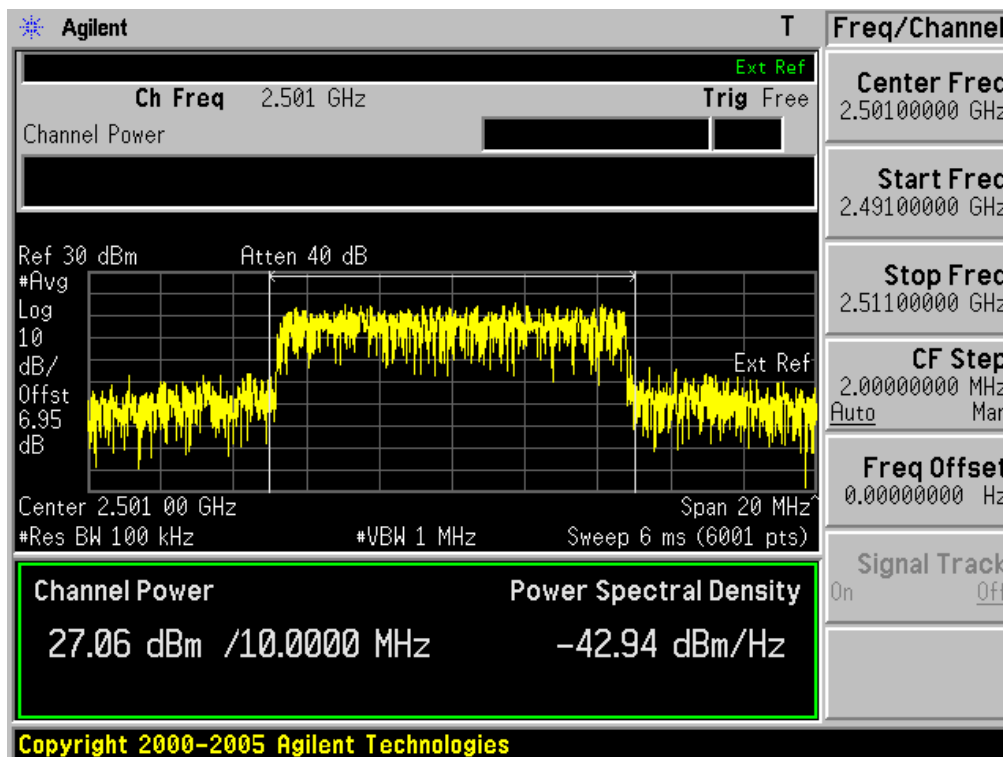 Agilent T Freq/Channel
Ext Ref
Ch Freq 2.501 GHz Trig Free
Channel Power
Center Freq
2.50100000 GHz
Start Freq
2.49100000 GHz
Stop Freq
2.51100000 GHz
CF Step
2.00000000 MHz
Auto Man
Freq Offset
0.00000000 Hz
Signal Track
On Off
Ref 30 dBm Atten 40 dB
#Avg
Log
10
dB/
Offst
6.95
dB
Ext Ref
Center 2.501 00 GHz Span 20 MHz^
#Res BW 100 kHz #VBW 1 MHz Sweep 6 ms (6001 pts)
Channel Power Power Spectral Density
27.06 dBm /10.0000 MHz -42.94 dBm/Hz
Copyright 2000-2005 Agilent Technologies